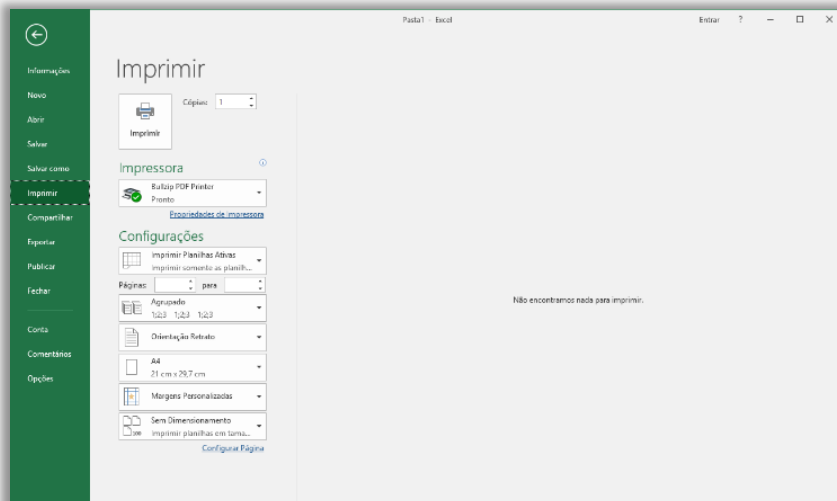 Pasta1 - Excel
Entrar ?
Informações
Novo
Abrir
Salvar
Salvar como
Imprimir
Compartilhar
Exportar
Publicar
Fechar
Conta
Comentários
Opções
Imprimir
Imprimir
Cópias: 1
Impressora
Bullzip PDF Printer
Pronto
Propriedades de Impressora
Configurações
Imprimir Planilhas Ativas
Imprimir somente as planilh...
Páginas: para
Agrupado
1;2;3 1;2;3 1;2;3
Orientação Retrato
A4
21 cm x 29,7 cm
Margens Personalizadas
Sem Dimensionamento
Imprimir planilhas em tama...
Configurar Página
Não encontramos nada para imprimir.